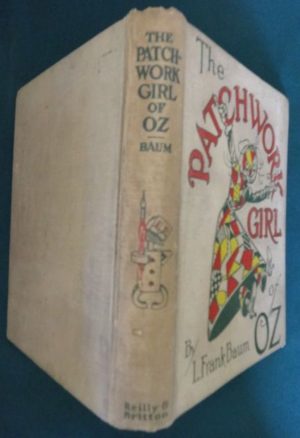 THE
PATCH-
WORK
GIRL
OF
OZ
BAUM
Reilly &
Britton
The
PATCHWORK
GIRL
of
OZ
By
L. Frank Baum